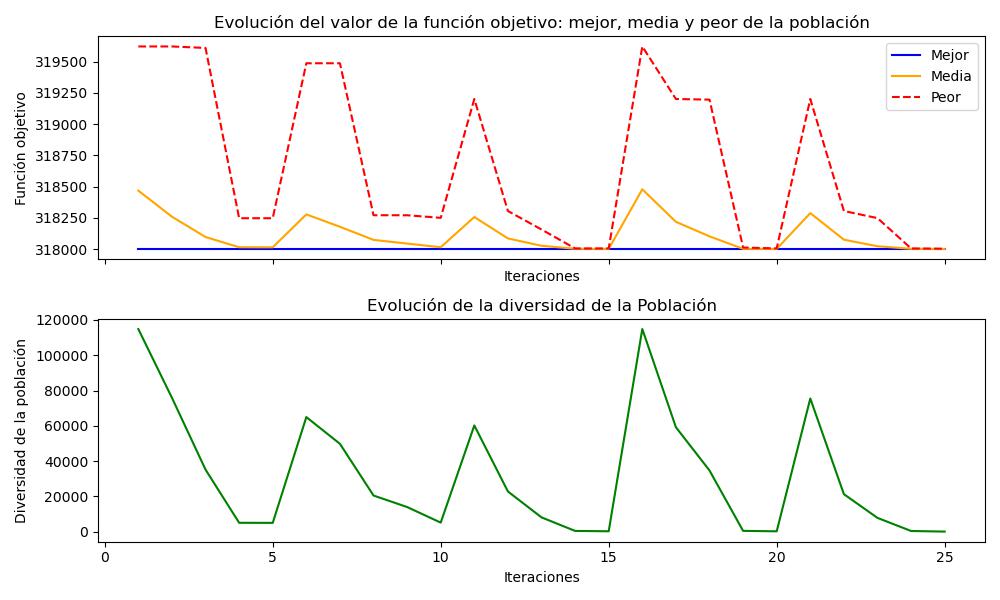 Evolución del valor de la función objetivo: mejor, media y peor de la población
Función objetivo
319500
319250
319000
318750
318500
318250
318000
Mejor
Media
Peor
Iteraciones
Evolución de la diversidad de la Población
Diversidad de la población
120000
100000
80000
60000
40000
20000
0
0 5 10 15 20 25
Iteraciones